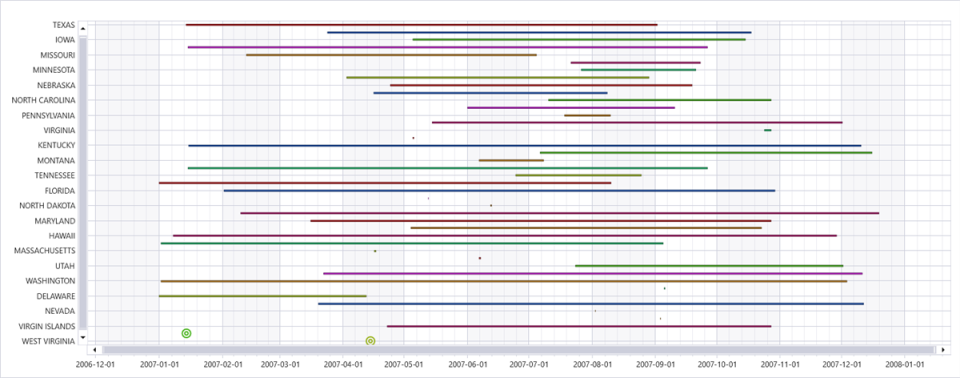 TEXAS
IOWA
MISSOURI
MINNESOTA
NEBRASKA
NORTH CAROLINA
PENNSYLVANIA
VIRGINIA
KENTUCKY
MONTANA
TENNESSEE
FLORIDA
NORTH DAKOTA
MARYLAND
HAWAII
MASSACHUSETTS
UTAH
WASHINGTON
DELAWARE
NEVADA
VIRGIN ISLANDS
WEST VIRGINIA
2006-12-01 2007-01-01 2007-02-01 2007-03-01 2007-04-01 2007-05-01 2007-06-01 2007-07-01 2007-08-01 2007-09-01 2007-10-01 2007-11-01 2007-12-01 2008-01-01